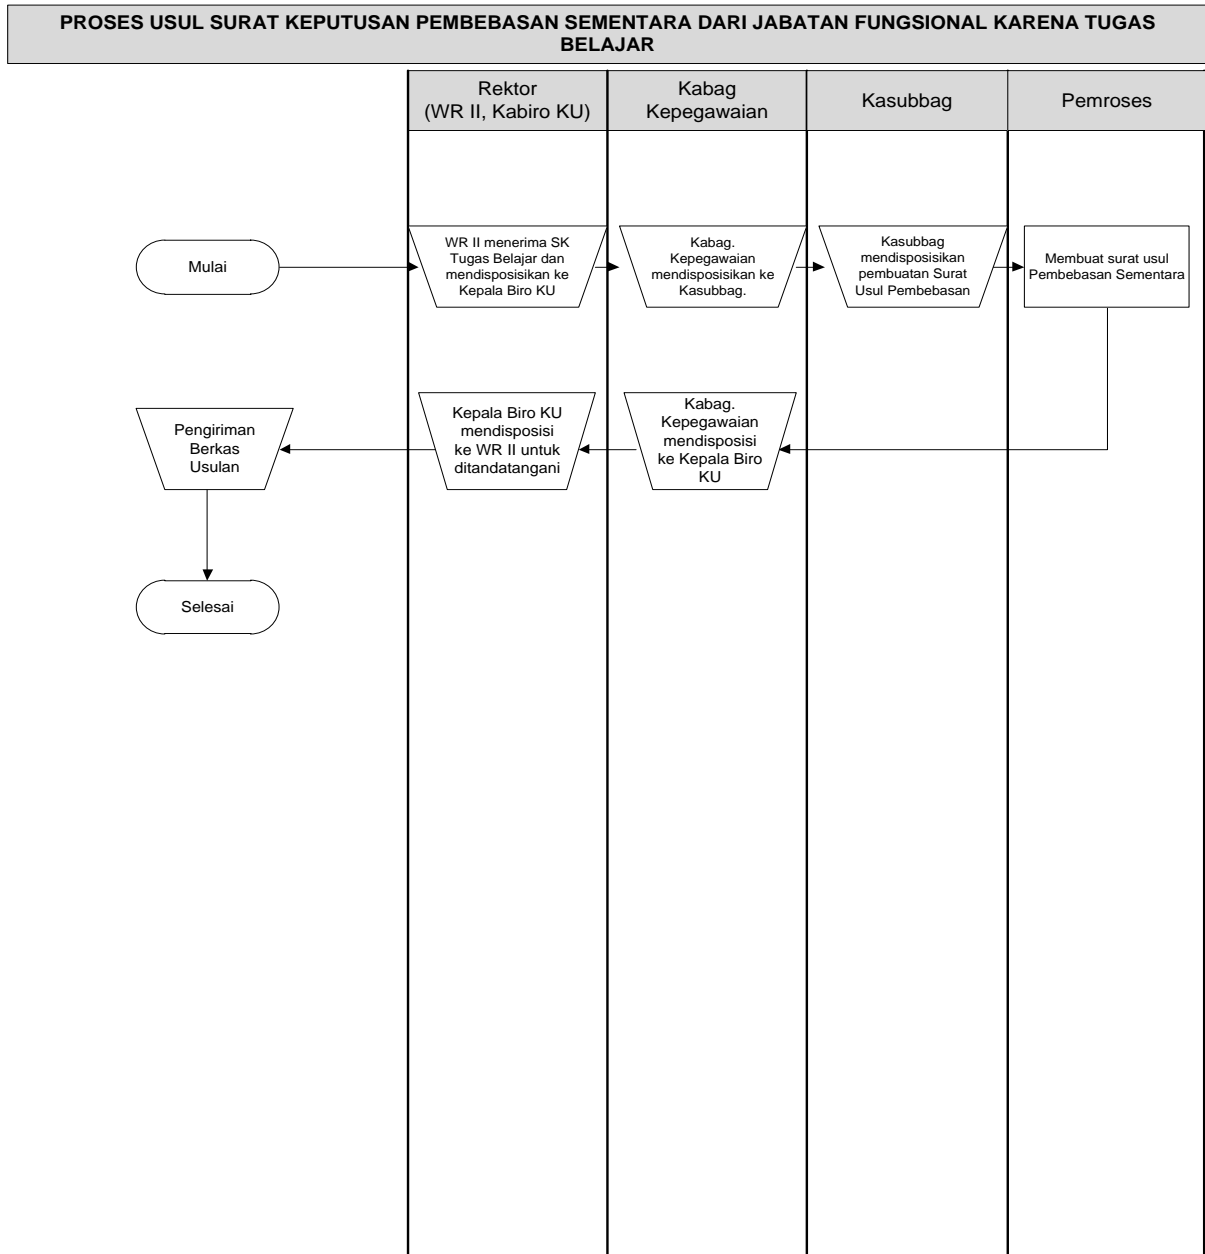 PROSES USUL SURAT KEPUTUSAN PEMBEBASAN SEMENTARA DARI JABATAN FUNGSIONAL KARENA TUGAS
BELAJAR
Rektor
(WR II, Kabiro KU)
Kabag
Kepegawaian
Kasubbag
Pemroses
Mulai
WR II menerima SK
Tugas Belajar dan
mendisposisikan ke
Kepala Biro KU
Kabag.
Kepegawaian
mendisposisikan ke
Kasubbag.
Kasubbag
mendisposisikan
pembuatan Surat
Usul Pembebasan
Membuat surat usul
Pembebasan Sementara
Kabag.
Kepegawaian
mendisposisi
ke Kepala Biro
KU
Kepala Biro KU
mendisposisi
ke WR II untuk
ditandatangani
Pengiriman
Berkas
Usulan
Selesai